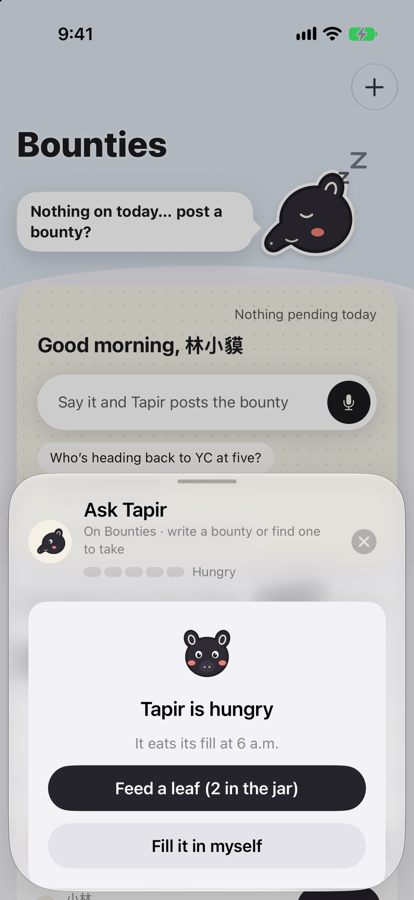 9:41
Bounties
z
z
Nothing on today... post a
bounty?
Nothing pending today
Good morning, 林小貘
Say it and Tapir posts the bounty
Who's heading back to YC at five?
Ask Tapir
On Bounties · write a bounty or find one
to take
Hungry
Tapir is hungry
It eats its fill at 6 a.m.
Feed a leaf (2 in the jar)
Fill it in myself
小林